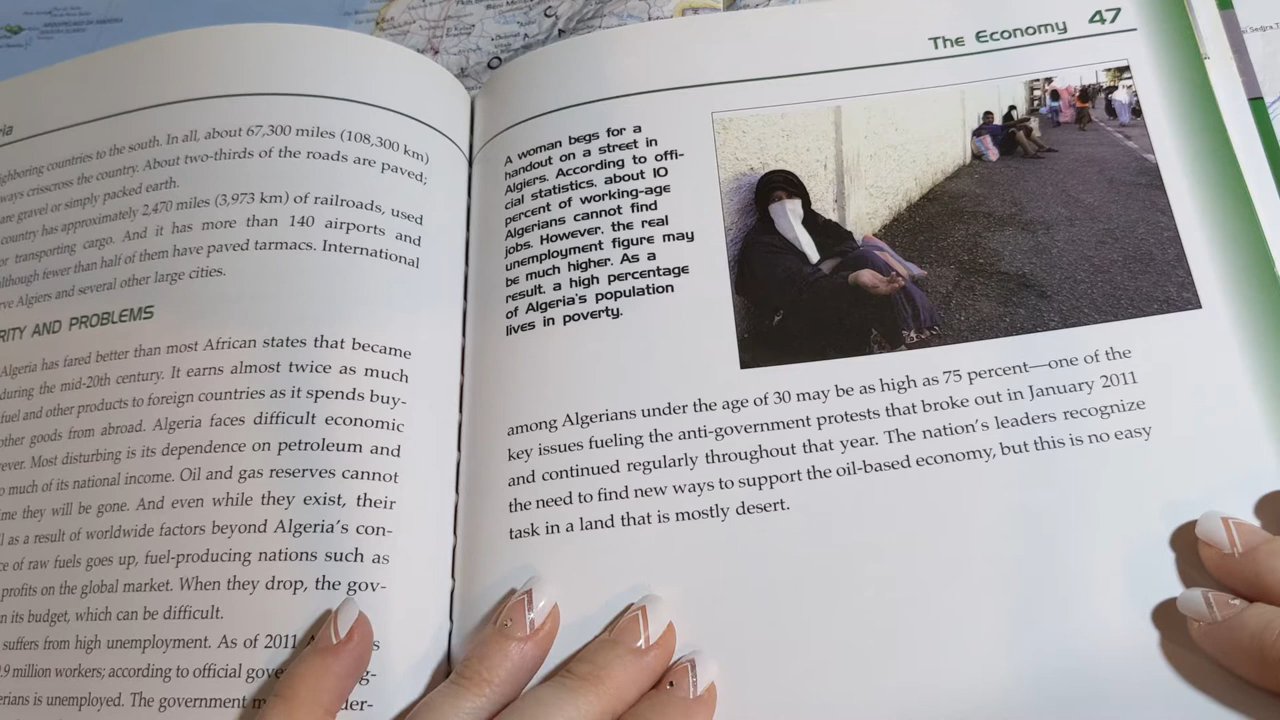 ria
ighboring countries to the south. In all, about 67,300 miles (108,300 km)
ways crisscross the country. About two-thirds of the roads are paved;
are gravel or simply packed earth.
country has approximately 2,470 miles (3,973 km) of railroads, used
or transporting cargo. And it has more than 140 airports and
lthough fewer than half of them have paved tarmacs. International
rve Algiers and several other large cities.
RITY AND PROBLEMS
Algeria has fared better than most African states that became
during the mid-20th century. It earns almost twice as much
fuel and other products to foreign countries as it spends buy-
other goods from abroad. Algeria faces difficult economic
ever. Most disturbing is its dependence on petroleum and
o much of its national income. Oil and gas reserves cannot
ime they will be gone. And even while they exist, their
l as a result of worldwide factors beyond Algeria's con-
ce of raw fuels goes up, fuel-producing nations such as
profits on the global market. When they drop, the gov-
n its budget, which can be difficult.
suffers from high unemployment. As of 2011
.9 million workers; according to official gove
erians is unemployed. The government
The Economy 47
A woman begs for a
handout on a street in
Algiers. According to offi-
cial statistics, about 10
percent of working-age
Algerians cannot find
jobs. However, the real
unemployment figure may
be much higher. As a
result, a high percentage
of Algeria's population
lives in poverty.
among Algerians under the age of 30 may be as high as 75 percent—one of the
key issues fueling the anti-government protests that broke out in January 2011
and continued regularly throughout that year. The nation's leaders recognize
the need to find new ways to support the oil-based economy, but this is no easy
task in a land that is mostly desert.